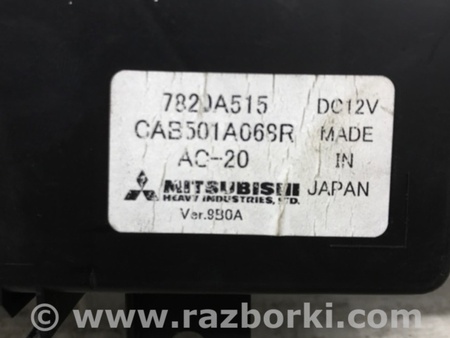 7820A515 DC12V
CAB501A068R MADE
AC-20 IN
MITSUBISHI JAPAN
HEAVY INDUSTRIES, LTD.
Ver.9B0A
www.razborki.com